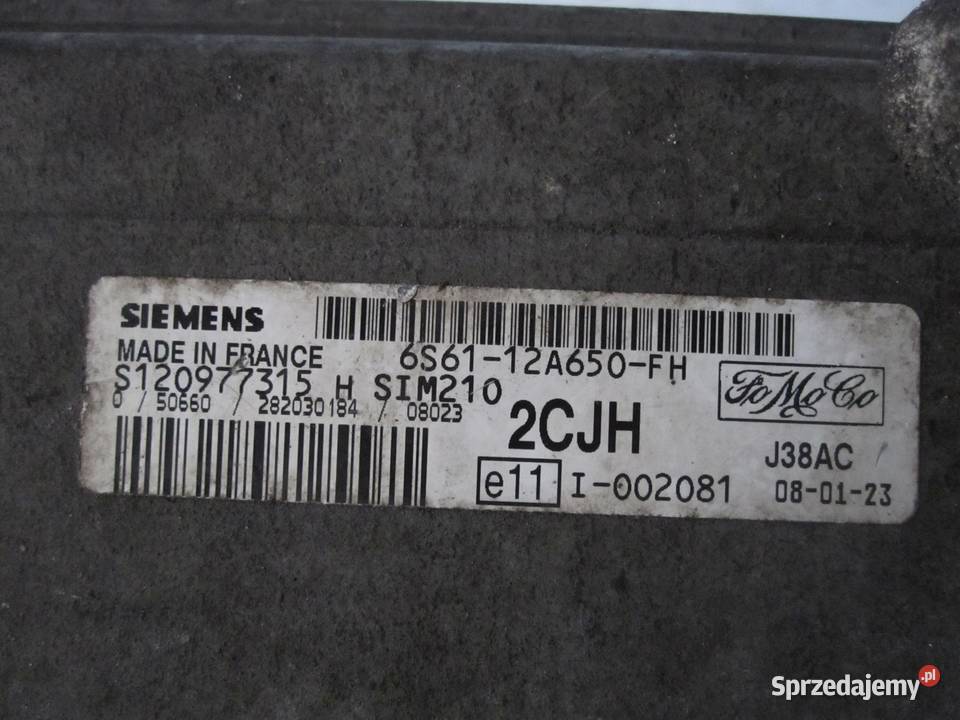 SIEMENS
MADE IN FRANCE 6S61-12A650-FH
S120977315 H SIM210
0 / 50660 / 282030184 / 08023
2CJH
FoMoCo
J38AC
e11 I-002081 08-01-23
Sprzedajemy.pl